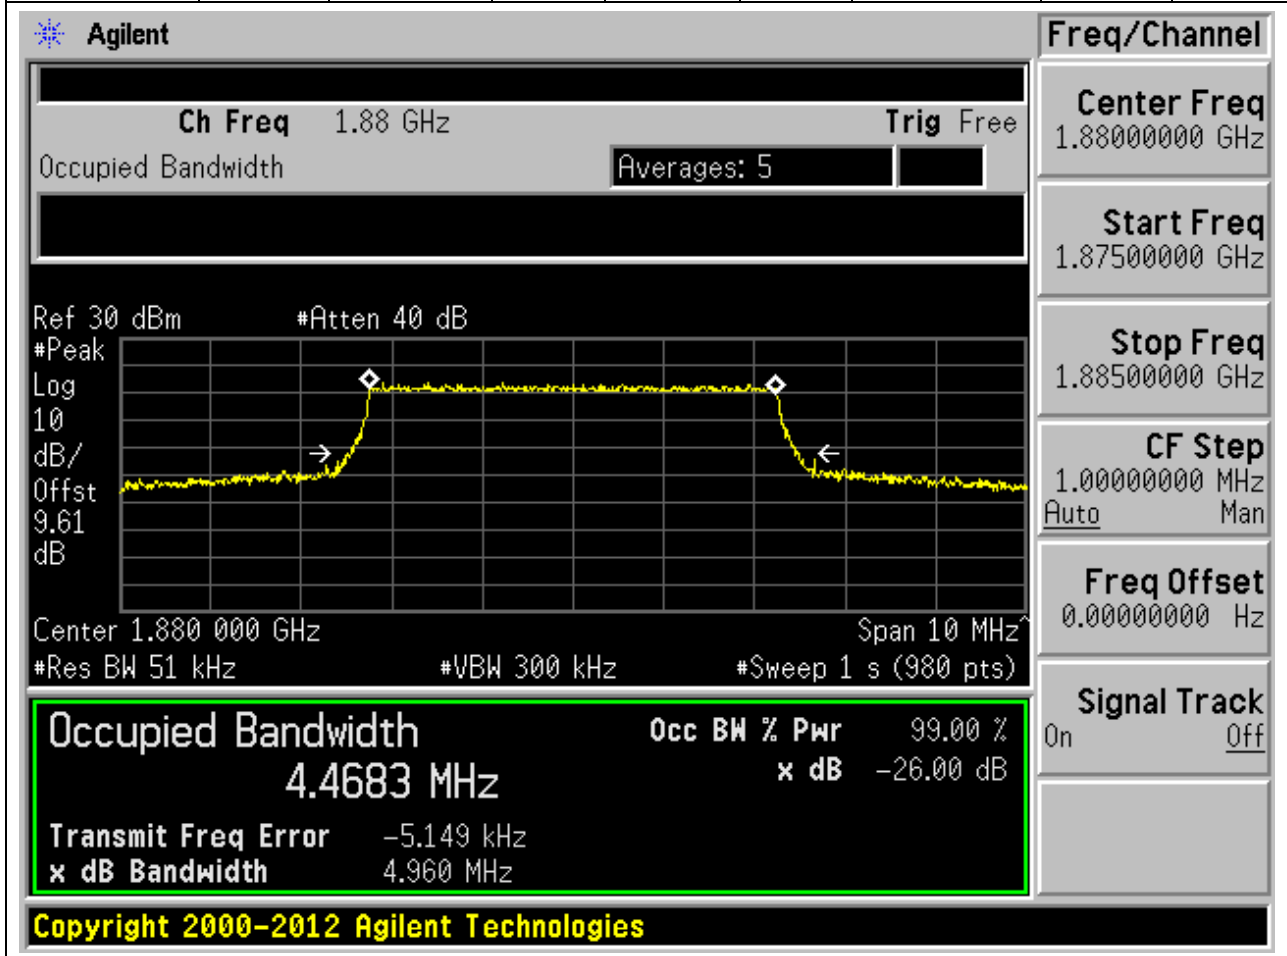 Agilent
Freq/Channel
Ch Freq 1.88 GHz Trig Free
Occupied Bandwidth Averages: 5
Center Freq
1.88000000 GHz
Start Freq
1.87500000 GHz
Stop Freq
1.88500000 GHz
CF Step
1.00000000 MHz
Auto Man
Freq Offset
0.00000000 Hz
Signal Track
On Off
Ref 30 dBm #Atten 40 dB
#Peak
Log
10
dB/
Offst
9.61
dB
Center 1.880 000 GHz Span 10 MHz^
#Res BW 51 kHz #VBW 300 kHz #Sweep 1 s (980 pts)
Occupied Bandwidth
4.4683 MHz
Occ BW % Pwr 99.00 %
x dB -26.00 dB
Transmit Freq Error -5.149 kHz
x dB Bandwidth 4.960 MHz
Copyright 2000-2012 Agilent Technologies